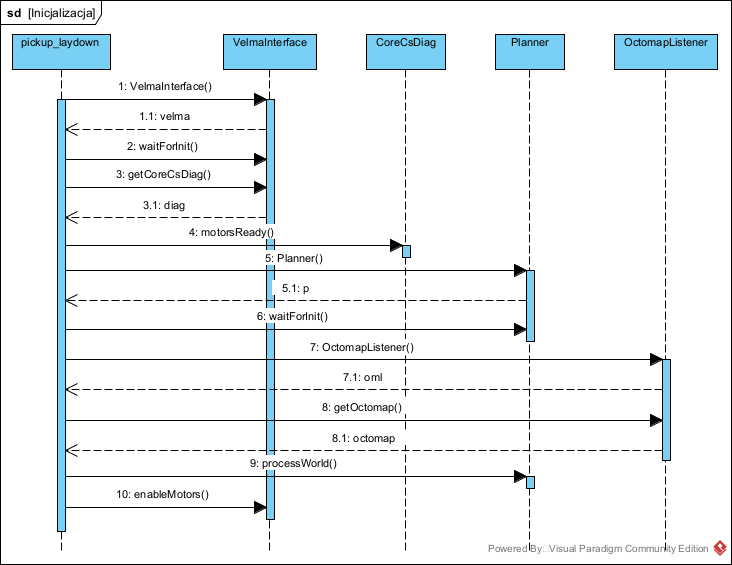 sd [Inicjalizacja]
pickup_laydown
VelmaInterface
CoreCsDiag
Planner
OctomapListener
1: VelmaInterface()
1.1: velma
2: waitForInit()
3: getCoreCsDiag()
3.1: diag
4: motorsReady()
5: Planner()
5.1: p
6: waitForInit()
7: OctomapListener()
7.1: oml
8: getOctomap()
8.1: octomap
9: processWorld()
10: enableMotors()
Powered By Visual Paradigm Community Edition